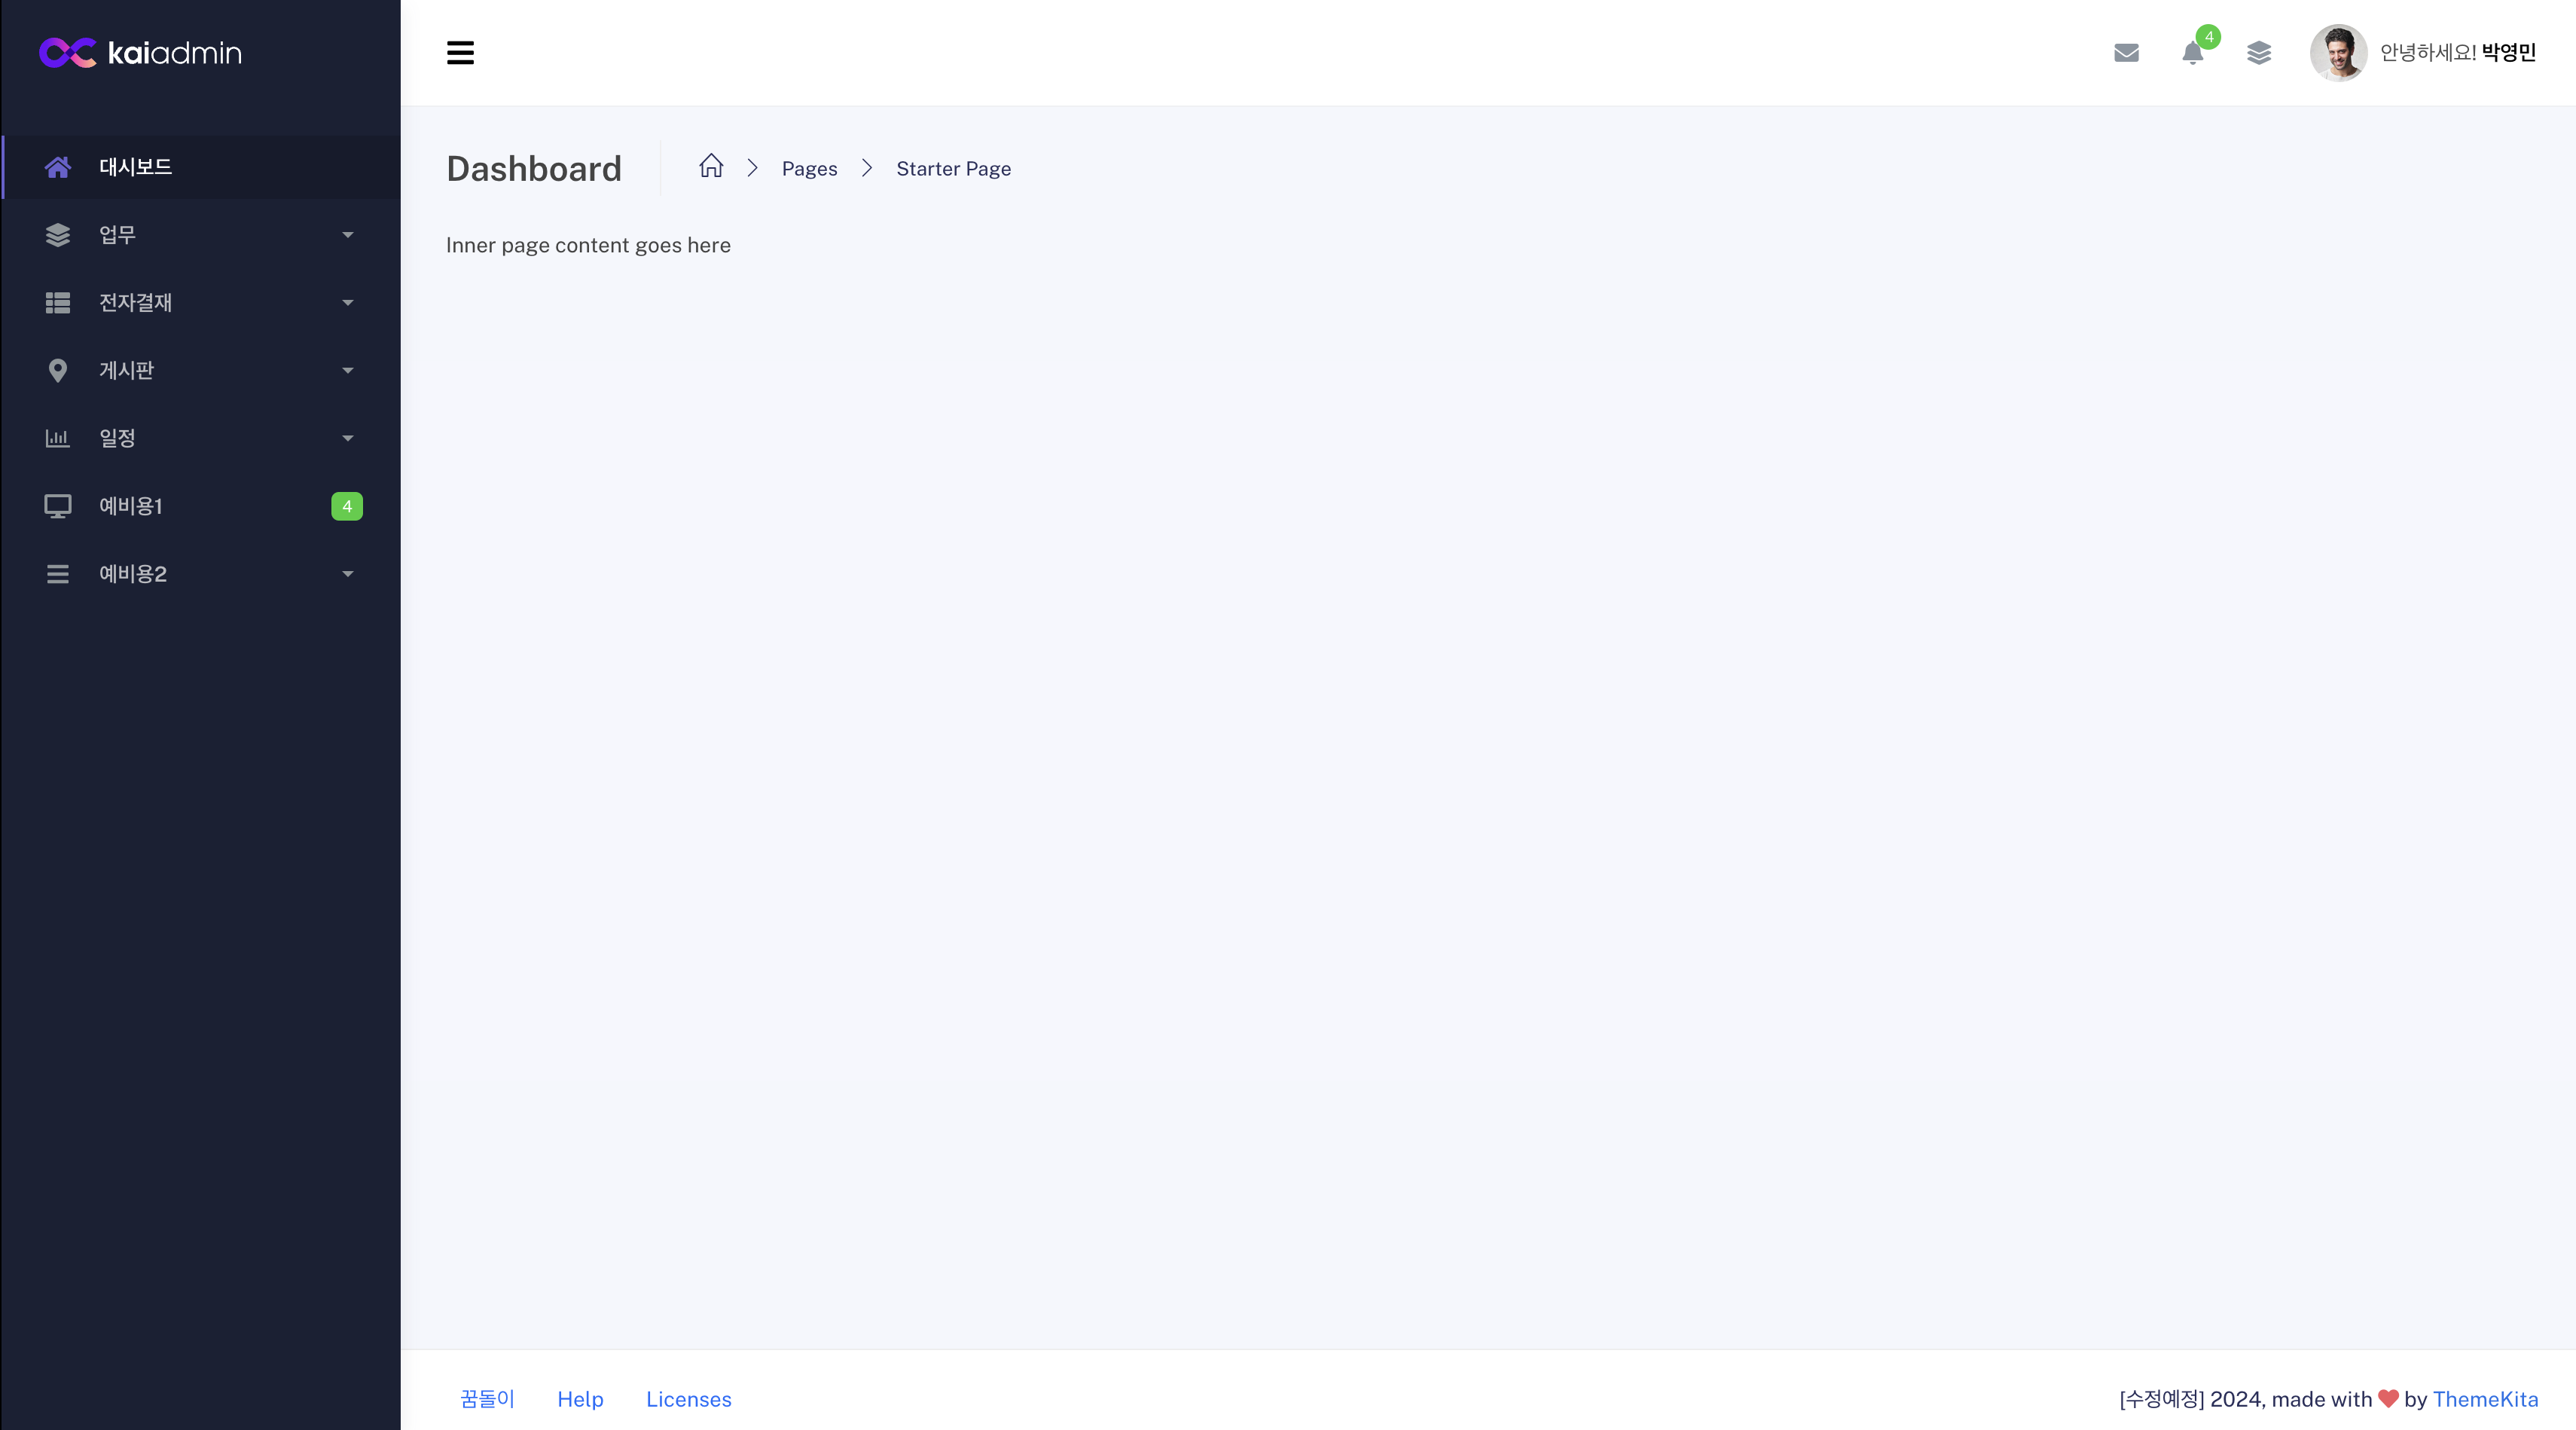 kaiadmin
4
안녕하세요! 박영민
대시보드
업무
전자결재
게시판
일정
예비용1 4
예비용2
Dashboard
Pages
Starter Page
Inner page content goes here
꿈돌이 Help Licenses
[수정예정] 2024, made with by ThemeKita